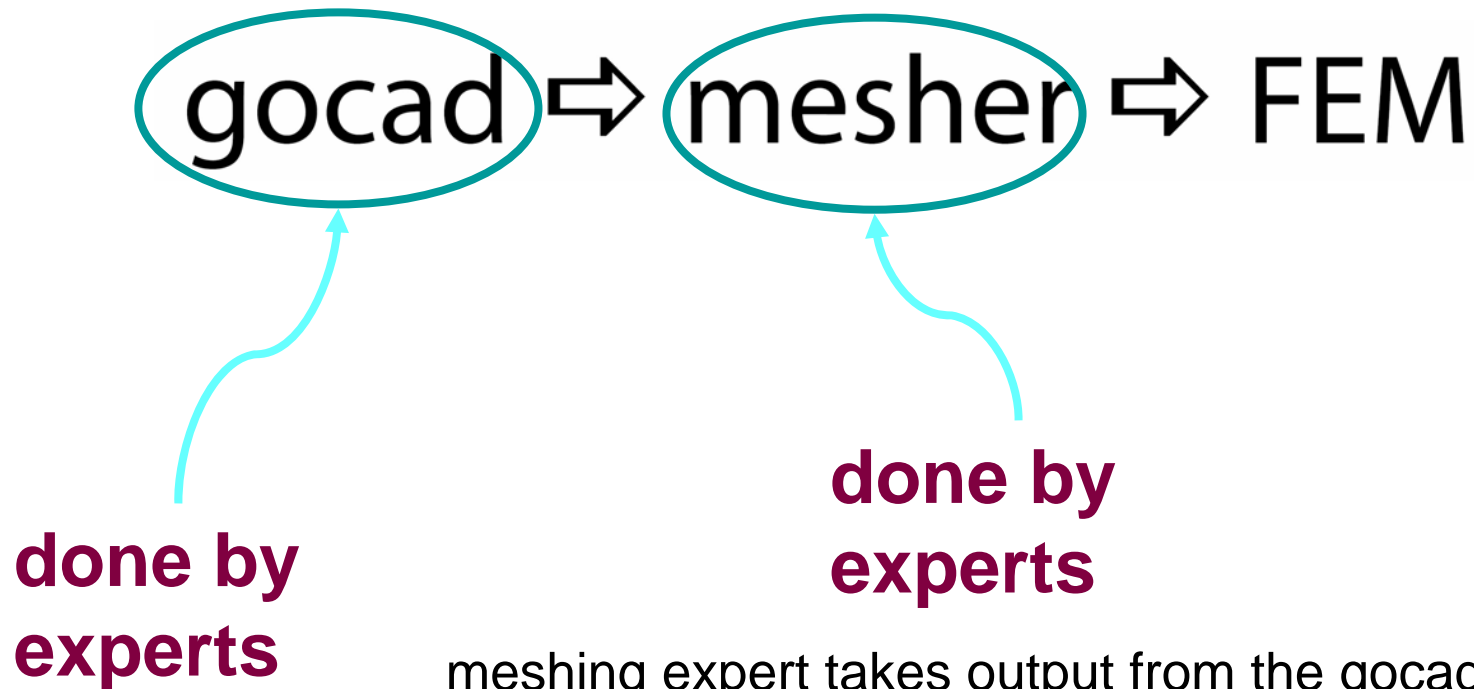 gocad ⇨ mesher ⇨ FEM
done by
experts
done by
experts
meshing expert takes output from the gocad